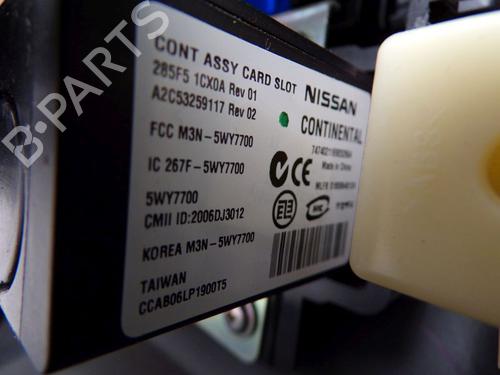 B-PARTS
CONT ASSY CARD SLOT
285F5 1CX0A Rev 01
A2C53259117 Rev 02
NISSAN
CONTINENTAL
Made in China
FCC M3N-5WY7700
IC 267F-5WY7700
5WY7700
CMII ID:2006DJ3012
KOREA M3N-5WY7700
TAIWAN
CCAB06LP1900T5